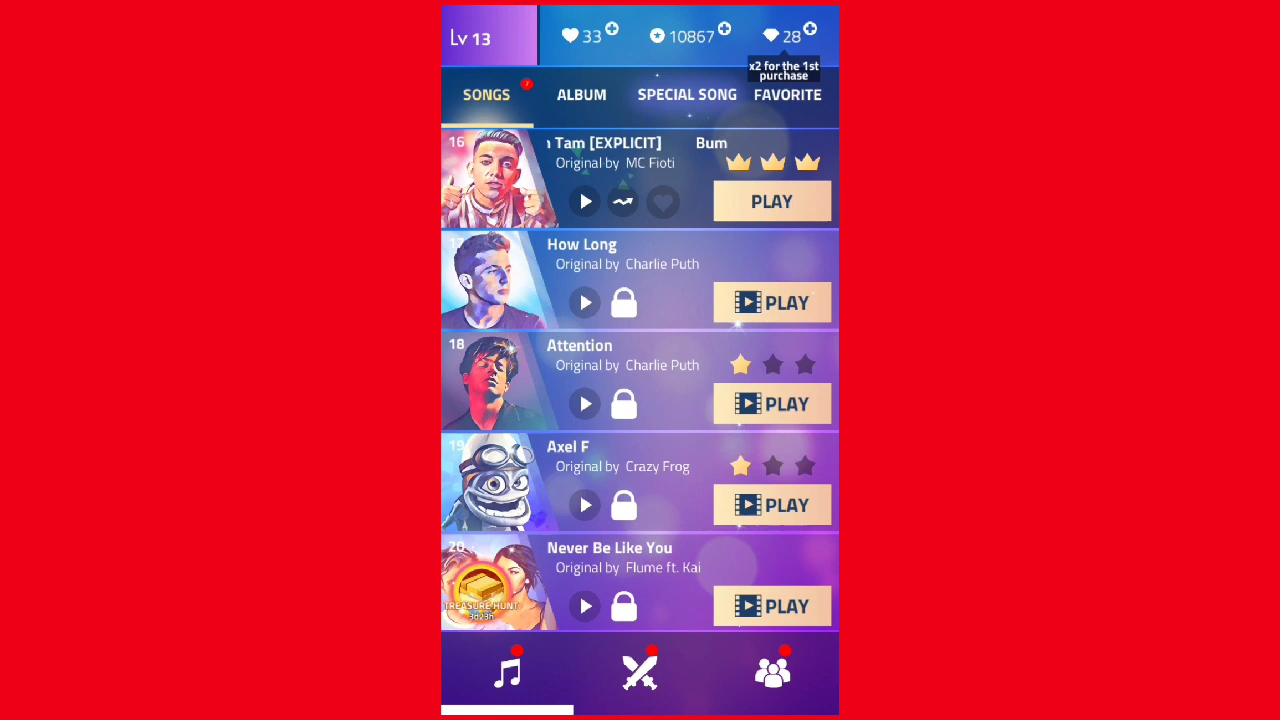 Lv 13
33
10867
28
x2 for the 1st
purchase
SONGS
ALBUM
SPECIAL SONG
FAVORITE
16
Tam [EXPLICIT] Bum
Original by MC Fioti
PLAY
17
How Long
Original by Charlie Puth
PLAY
18
Attention
Original by Charlie Puth
PLAY
19
Axel F
Original by Crazy Frog
PLAY
20
Never Be Like You
Original by Flume ft. Kai
TREASURE HUNT
3d23h
PLAY